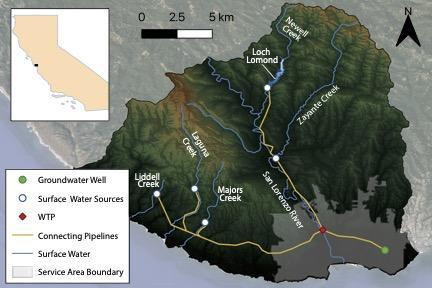 0 2.5 5 km
N
Newell
Creek
Loch
Lomond
Zayante Creek
Laguna
Creek
Liddell
Creek
Majors
Creek
San Lorenzo River
Groundwater Well
Surface Water Sources
WTP
Connecting Pipelines
Surface Water
Service Area Boundary